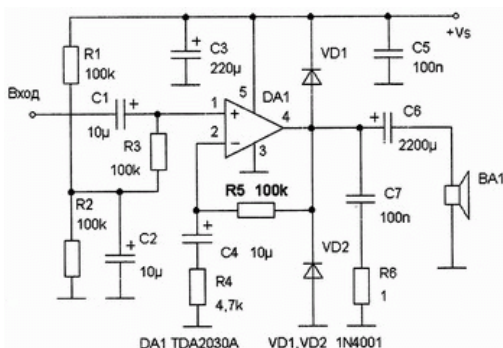 +Vs
R1
100k
C3
220µ
VD1
C5
100n
Вход
C1
10µ
5
DA1
1
+
4
C6
2200µ
2
−
3
R3
100k
R5 100k
C7
100n
BA1
R2
100k
C2
10µ
C4
10µ
VD2
R4
4,7k
R6
1
DA1 TDA2030A
VD1,VD2 1N4001